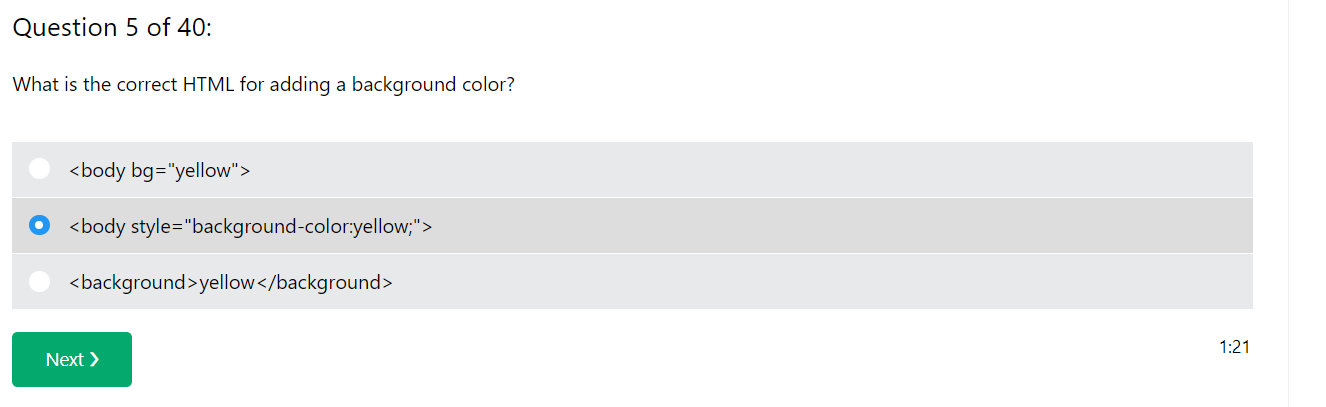 Question 5 of 40:
What is the correct HTML for adding a background color?
<body bg="yellow">
<body style="background-color:yellow;">
<background>yellow</background>
Next ❯
1:21